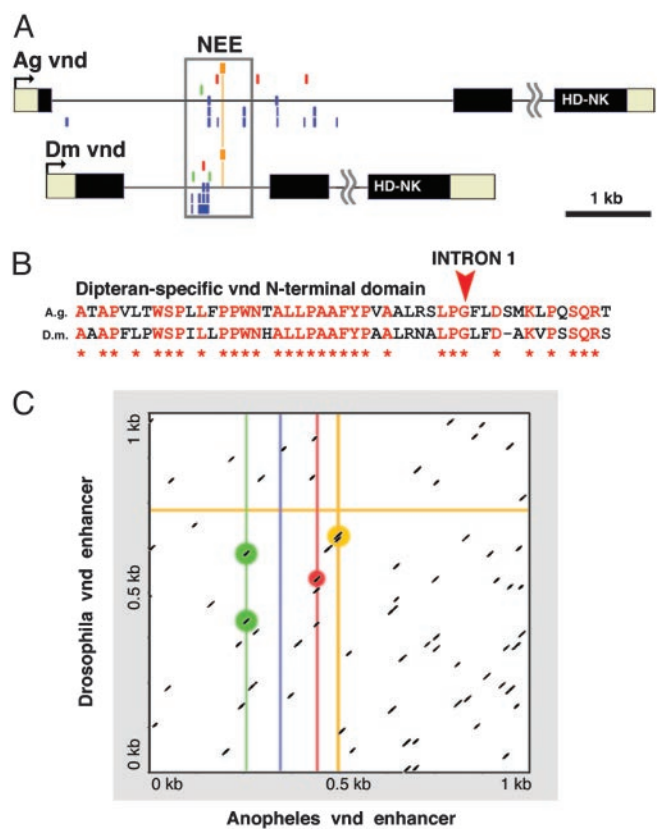 A
NEE
Ag vnd
HD-NK
Dm vnd
HD-NK
1 kb
B
INTRON 1
Dipteran-specific vnd N-terminal domain
A.g. ATAPVLTWSPLLFPPWNTALLPAAFYPVAALRSLPGFLDSMKLPQSQRT
D.m. AAAPFLPWSPILLPPWNHALLPAAFYPAALRNALPGLFD-AKVPSSQRS
* ** * *** * **** ********* * *** * * * ***
C
1 kb
0.5 kb
0 kb
Drosophila vnd enhancer
0 kb 0.5 kb 1 kb
Anopheles vnd enhancer